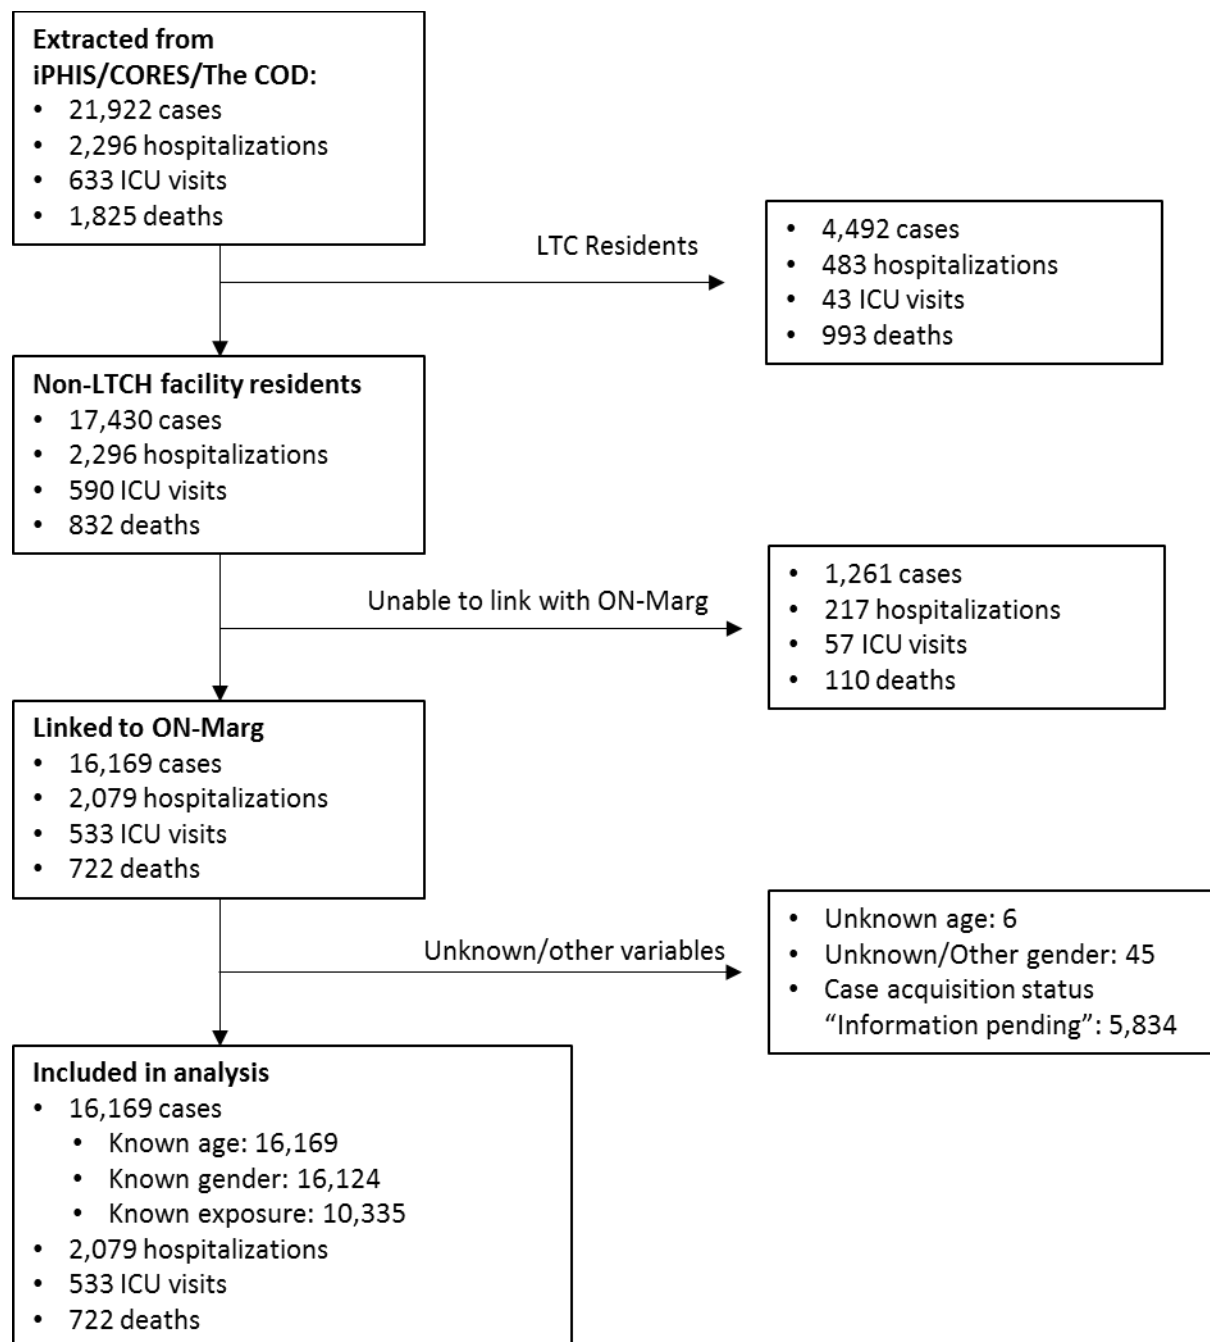 Extracted from
iPHIS/CORES/The COD:
• 21,922 cases
• 2,296 hospitalizations
• 633 ICU visits
• 1,825 deaths
LTC Residents
• 4,492 cases
• 483 hospitalizations
• 43 ICU visits
• 993 deaths
Non-LTCH facility residents
• 17,430 cases
• 2,296 hospitalizations
• 590 ICU visits
• 832 deaths
Unable to link with ON-Marg
• 1,261 cases
• 217 hospitalizations
• 57 ICU visits
• 110 deaths
Linked to ON-Marg
• 16,169 cases
• 2,079 hospitalizations
• 533 ICU visits
• 722 deaths
Unknown/other variables
• Unknown age: 6
• Unknown/Other gender: 45
• Case acquisition status
“Information pending”: 5,834
Included in analysis
• 16,169 cases
• Known age: 16,169
• Known gender: 16,124
• Known exposure: 10,335
• 2,079 hospitalizations
• 533 ICU visits
• 722 deaths